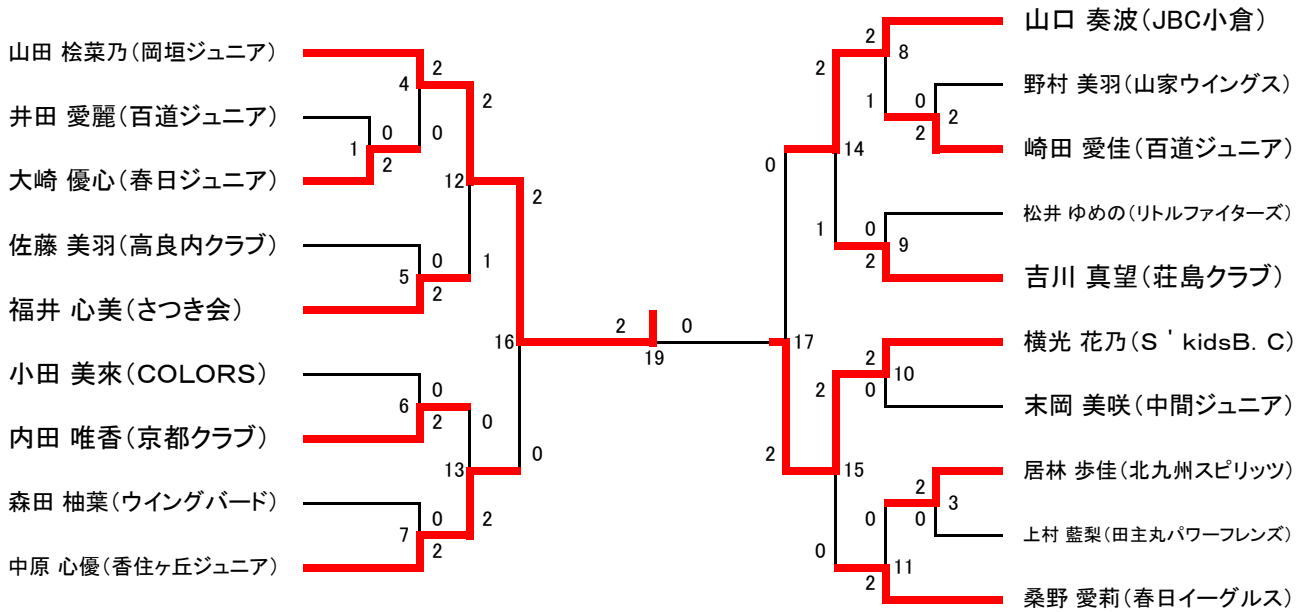 山田 桧菜乃(岡垣ジュニア)
井田 愛麗(百道ジュニア)
大崎 優心(春日ジュニア)
佐藤 美羽(高良内クラブ)
福井 心美(さつき会)
小田 美來(COLORS)
内田 唯香(京都クラブ)
森田 柚葉(ウイングバード)
中原 心優(香住ヶ丘ジュニア)
4
2
1
0
2
0
12
2
5
0
2
1
16
2
6
0
2
0
13
7
0
2
2
0
2
0
19
山口 奏波(JBC小倉)
野村 美羽(山家ウイングス)
崎田 愛佳(百道ジュニア)
松井 ゆめの(リトルファイターズ)
吉川 真望(荘島クラブ)
横光 花乃(S'kidsB.C)
末岡 美咲(中間ジュニア)
居林 歩佳(北九州スピリッツ)
上村 藍梨(田主丸パワーフレンズ)
桑野 愛莉(春日イーグルス)
2
8
2
1
0
2
2
0
14
1
0
9
2
17
2
10
0
2
2
15
2
3
0
0
0
11
2